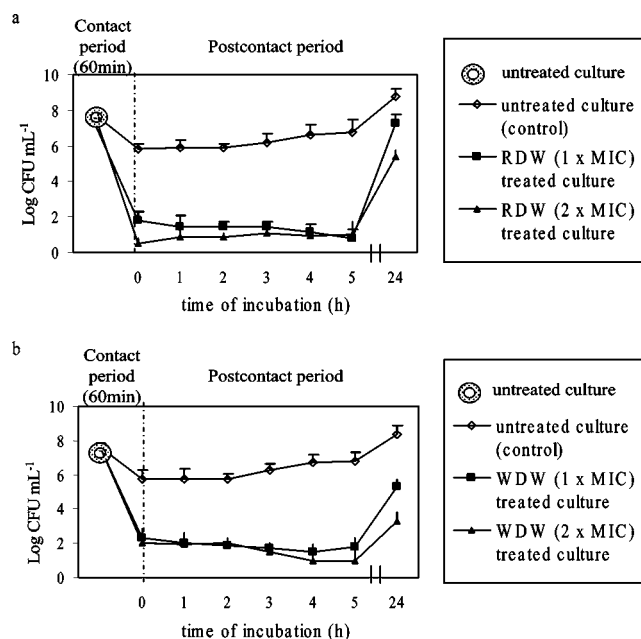 a
Contact
period
(60min)
Postcontact period
10
8
6
4
2
0
Log CFU mL-1
0 1 2 3 4 5 24
time of incubation (h)
untreated culture
untreated culture
(control)
RDW (1 x MIC)
treated culture
RDW (2 x MIC)
treated culture
b
Contact
period
(60min)
Postcontact period
10
8
6
4
2
0
Log CFU mL-1
0 1 2 3 4 5 24
time of incubation (h)
untreated culture
untreated culture
(control)
WDW (1 x MIC)
treated culture
WDW (2 x MIC)
treated culture